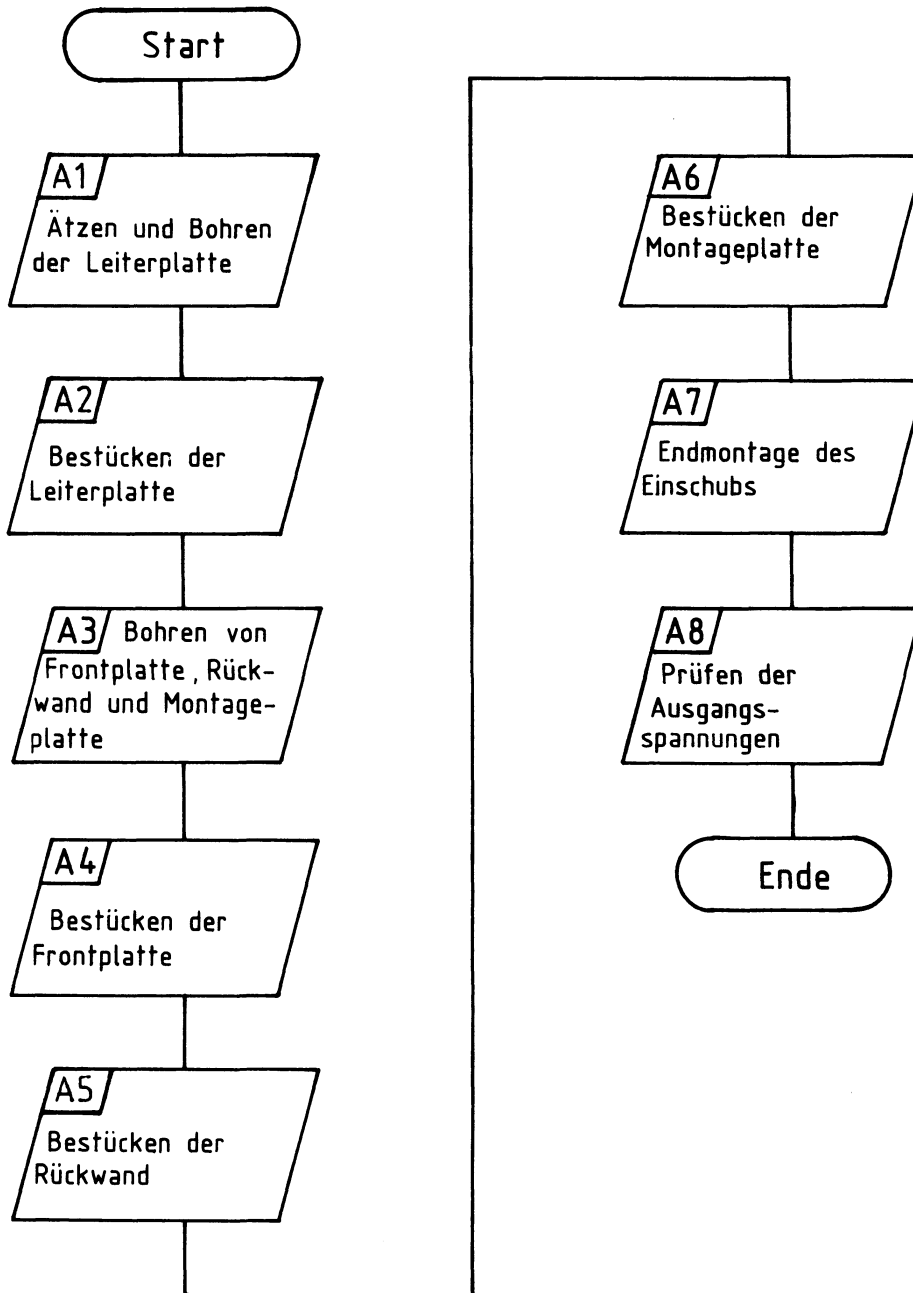 Start
A1
Ätzen und Bohren
der Leiterplatte
A2
Bestücken der
Leiterplatte
A3 Bohren von
Frontplatte, Rück-
wand und Montage-
platte
A4
Bestücken der
Frontplatte
A5
Bestücken der
Rückwand
A6
Bestücken der
Montageplatte
A7
Endmontage des
Einschubs
A8
Prüfen der
Ausgangs-
spannungen
Ende